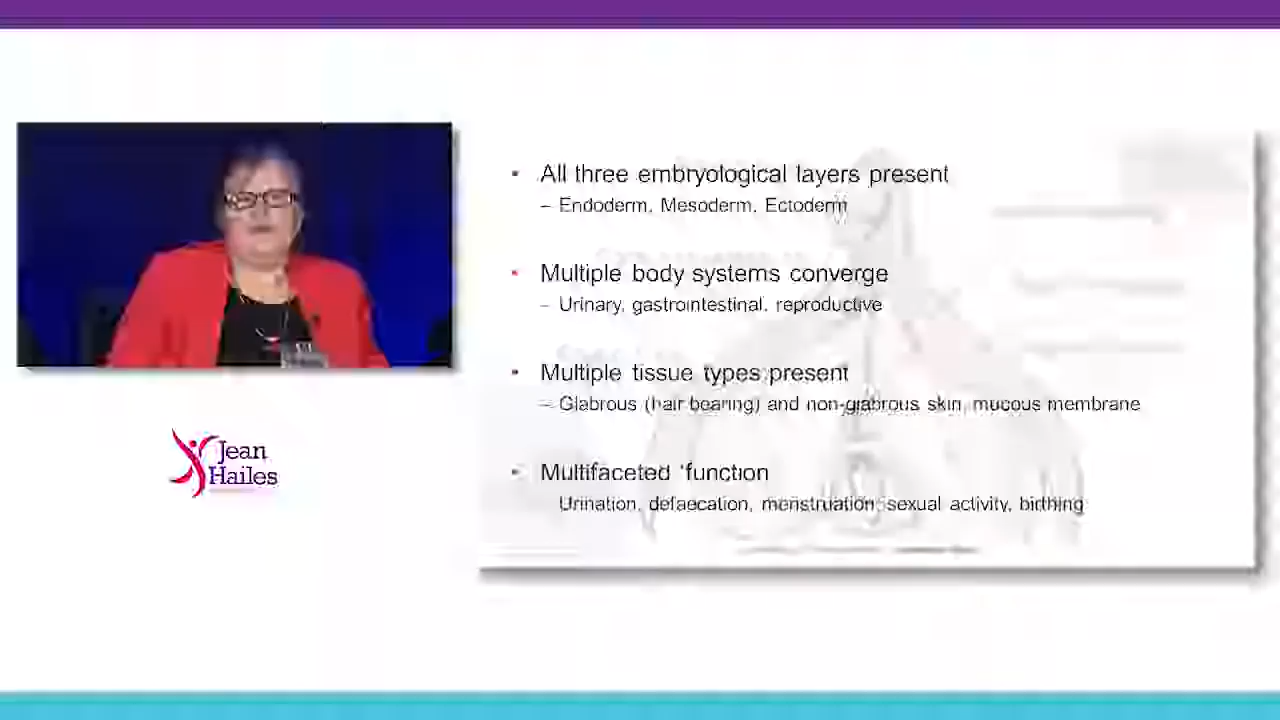 All three embryological layers present
– Endoderm, Mesoderm, Ectoderm
Multiple body systems converge
– Urinary, gastrointestinal, reproductive
Multiple tissue types present
– Glabrous (hair bearing) and non-glabrous skin, mucous membrane
Multifaceted 'function
Urination, defaecation, menstruation, sexual activity, birthing
Jean
Hailes